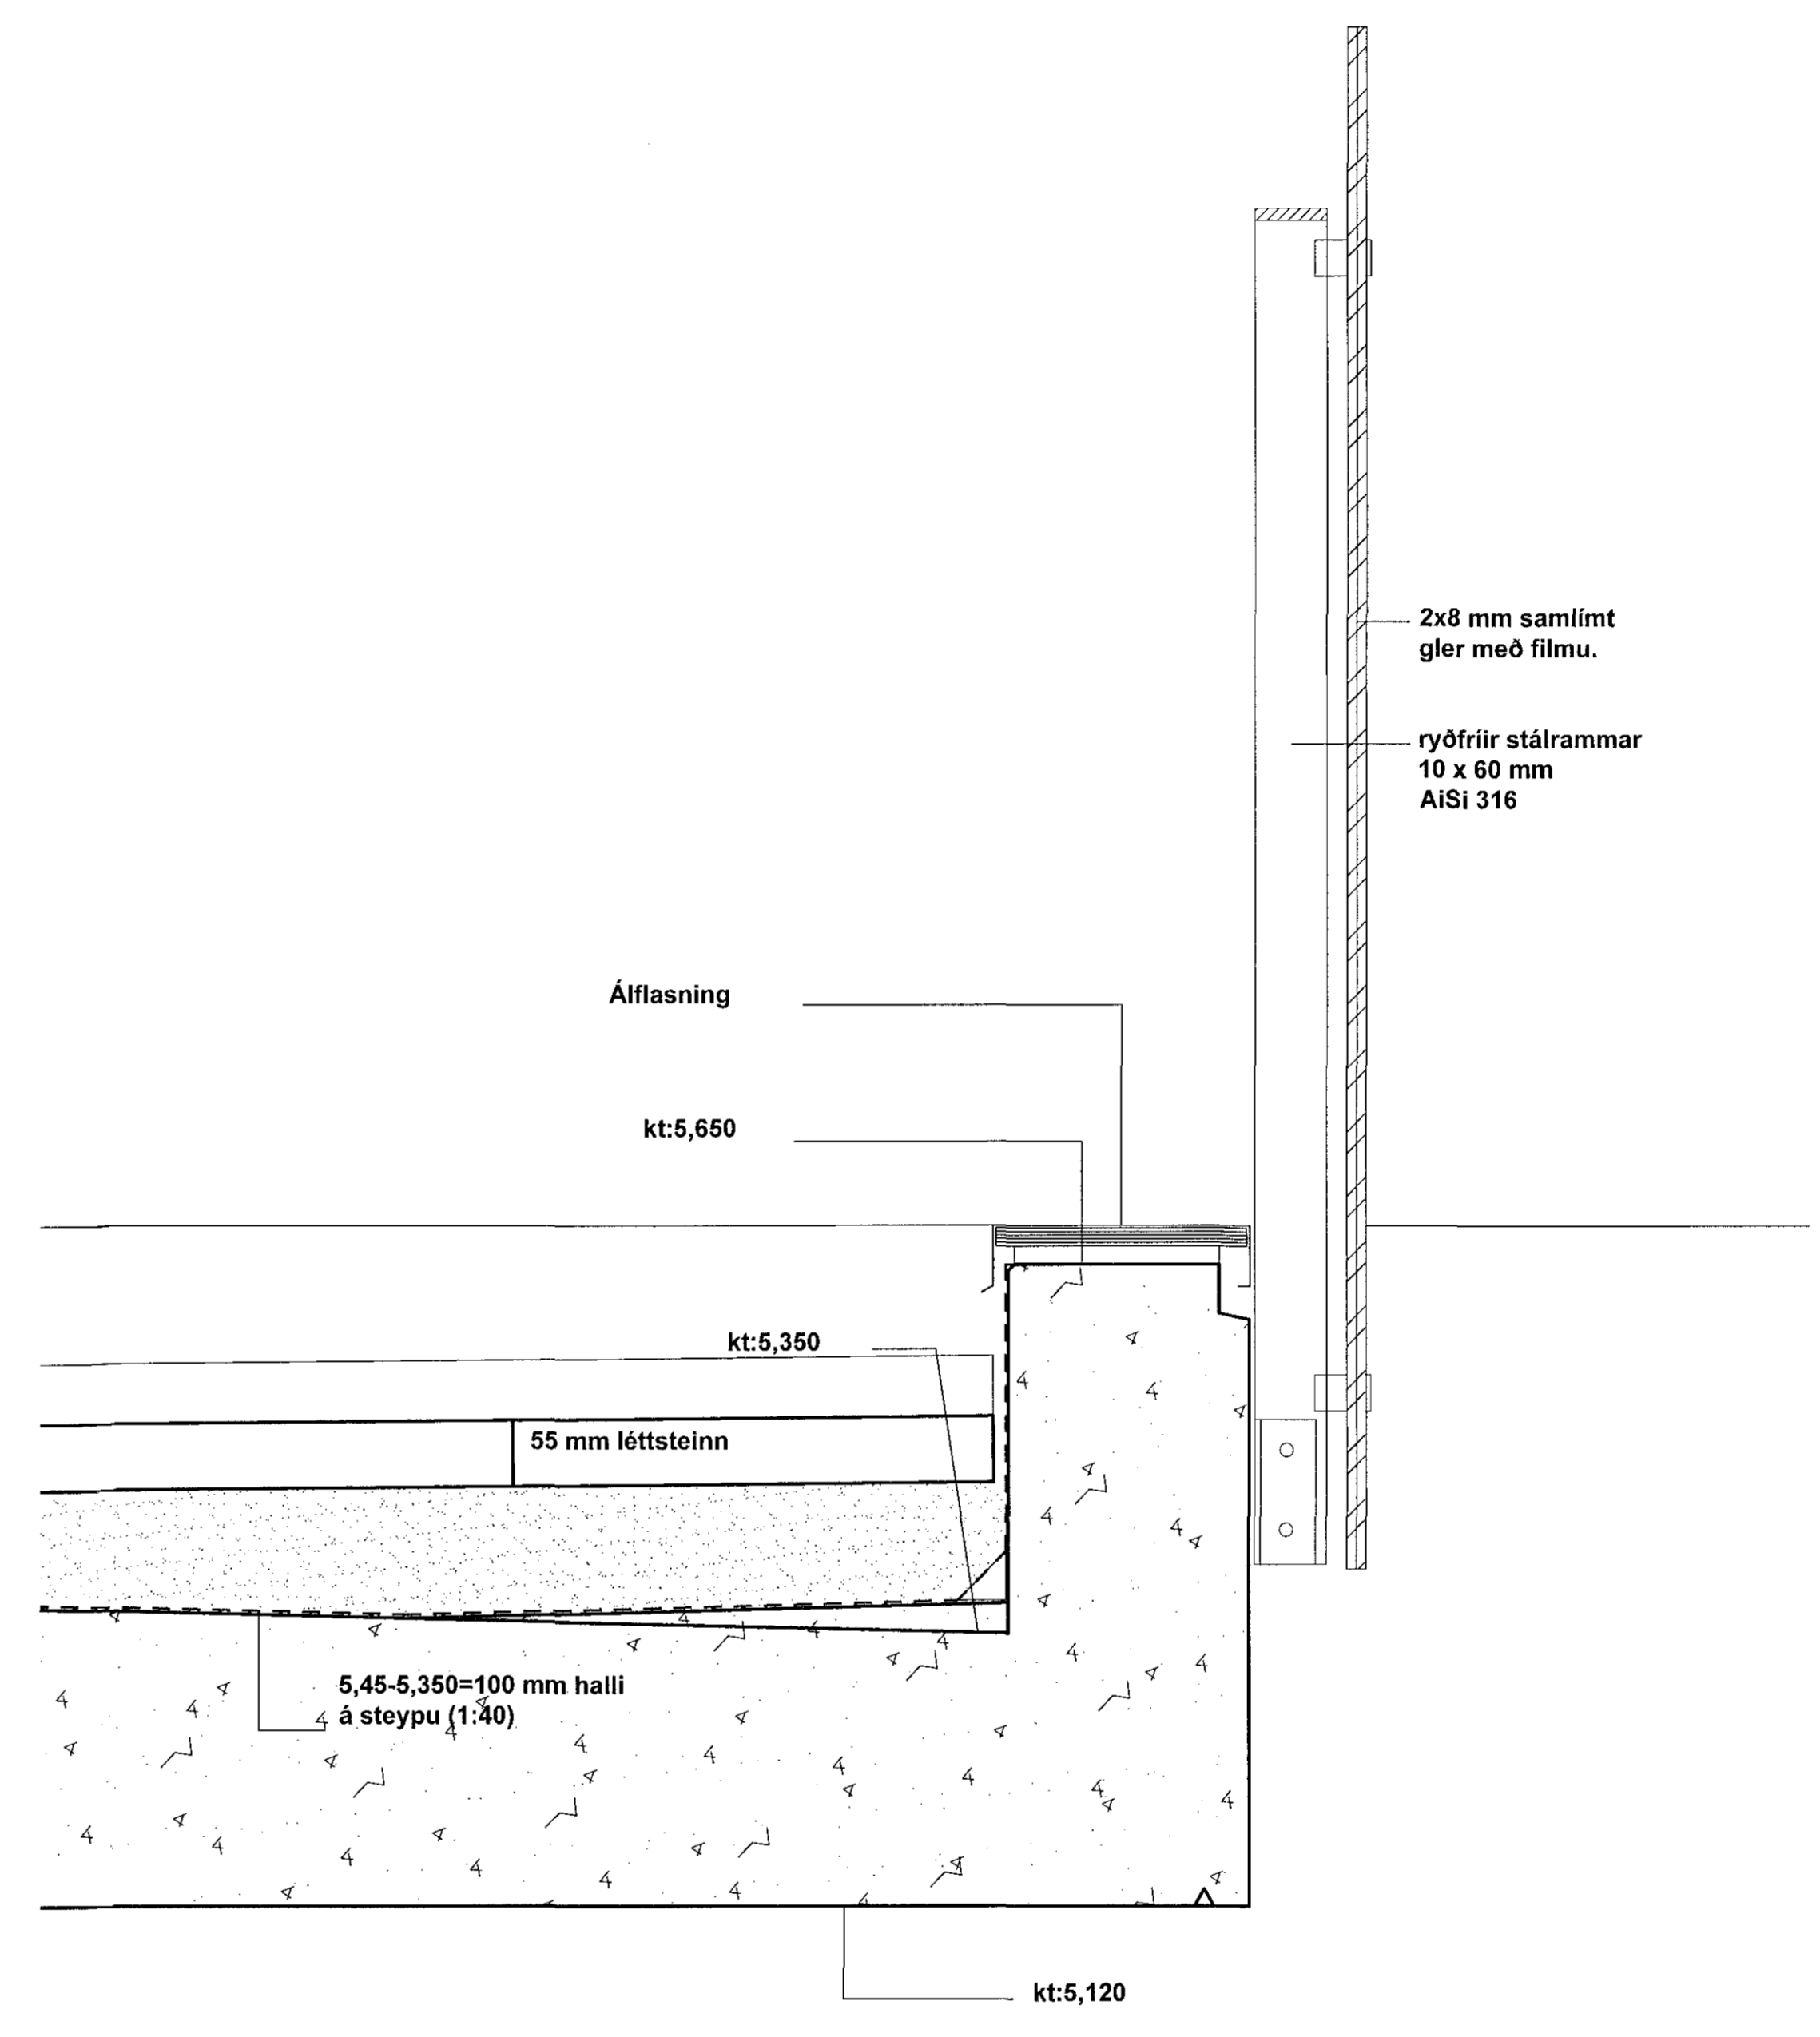 2x8 mm samlímt
gler með filmu.
ryðfríir stálrammar
10 x 60 mm
AiSi 316
Álflasning
kt:5,650
kt:5,350
55 mm léttsteinn
5,45-5,350=100 mm halli
á steypu (1:40)
kt:5,120